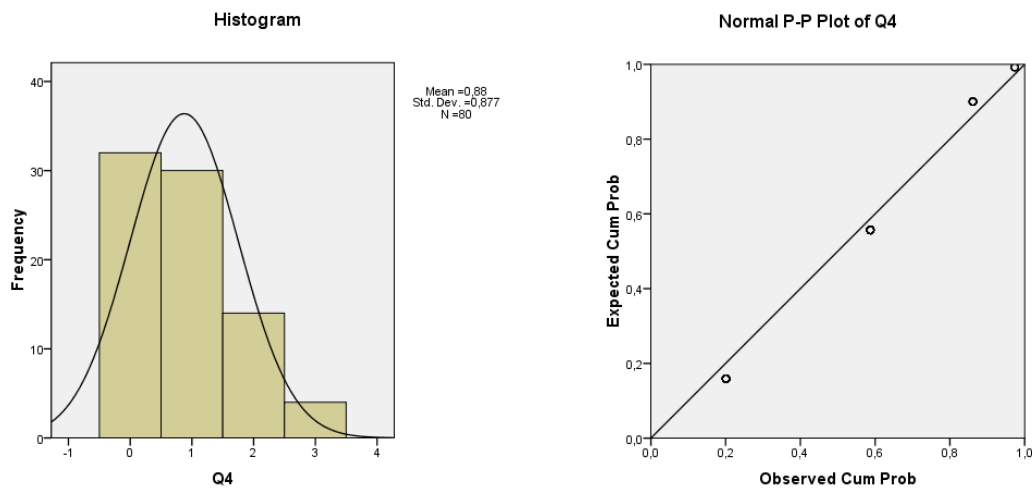 Histogram
Mean =0,88
Std. Dev. =0,877
N =80
40
30
20
10
0
Frequency
-1 0 1 2 3 4
Q4
Normal P-P Plot of Q4
1,0
0,8
0,6
0,4
0,2
0,0
Expected Cum Prob
0,0 0,2 0,4 0,6 0,8 1,0
Observed Cum Prob